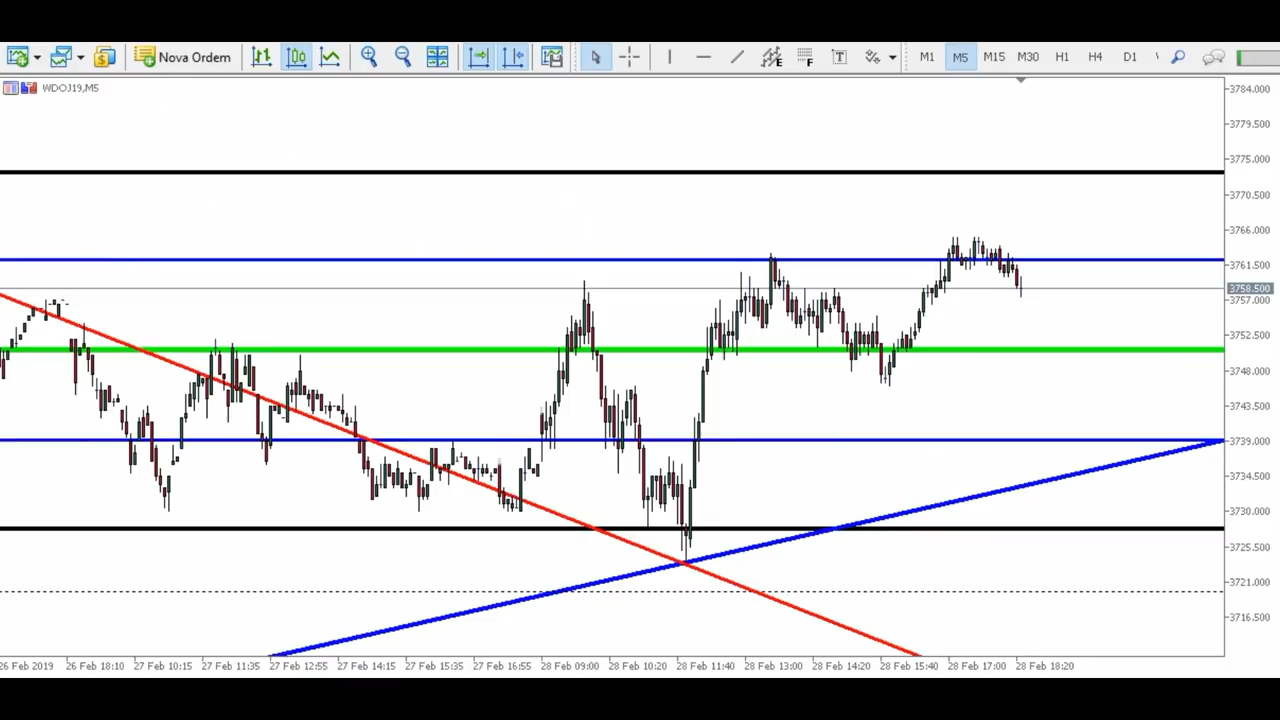 Nova Ordem
E
F
T
M1
M5
M15
M30
H1
H4
D1
WDOJ19,M5
3784.000
3779.500
3775.000
3770.500
3766.000
3761.500
3758.500
3757.000
3752.500
3748.000
3743.500
3739.000
3734.500
3730.000
3725.500
3721.000
3716.500
26 Feb 2019
26 Feb 18:10
27 Feb 10:15
27 Feb 11:35
27 Feb 12:55
27 Feb 14:15
27 Feb 15:35
27 Feb 16:55
28 Feb 09:00
28 Feb 10:20
28 Feb 11:40
28 Feb 13:00
28 Feb 14:20
28 Feb 15:40
28 Feb 17:00
28 Feb 18:20